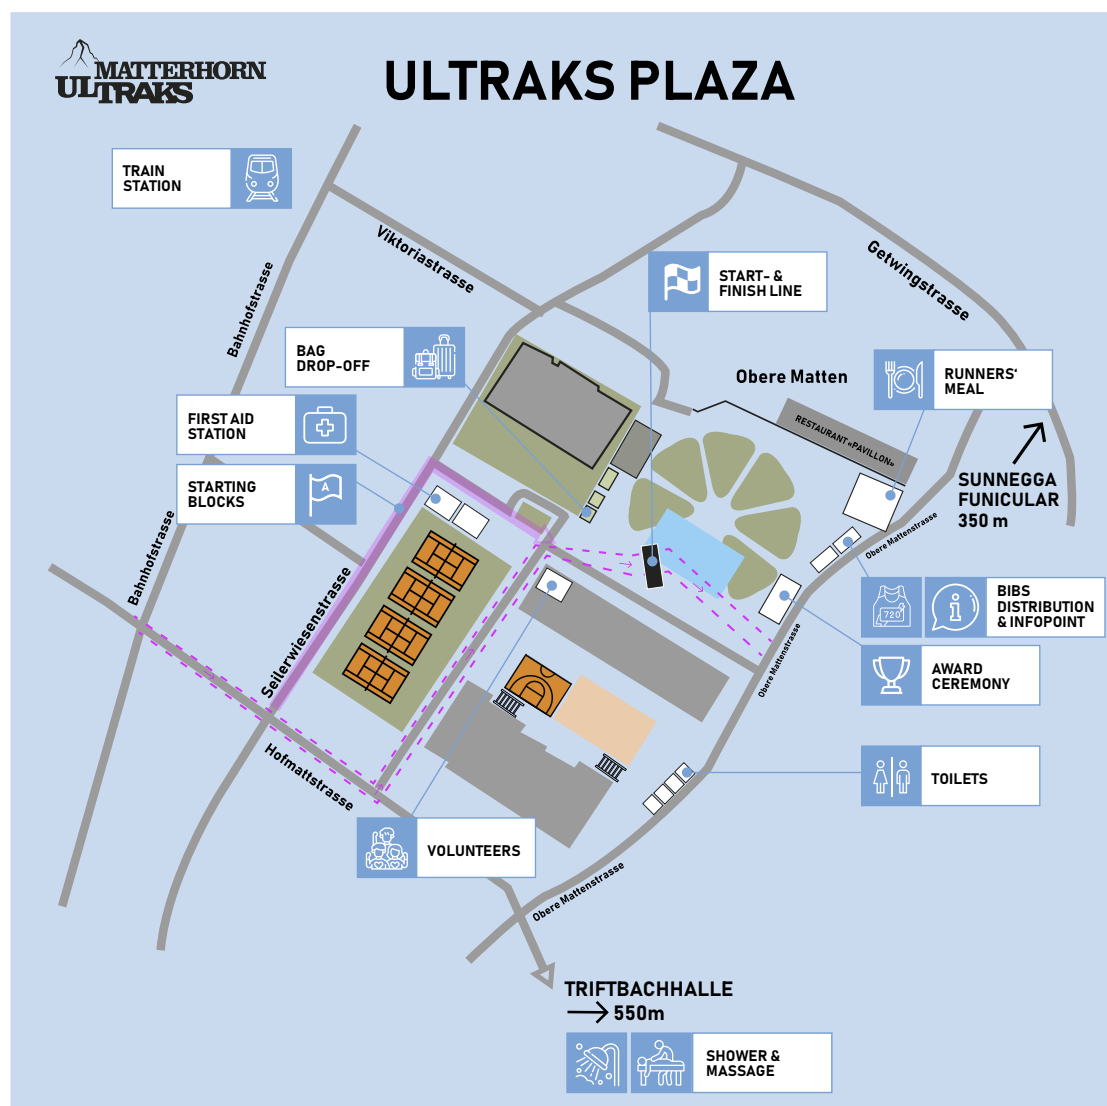 MATTERHORN
ULTRAKS
ULTRAKS PLAZA
TRAIN
STATION
Viktoriastrasse
Getwingstrasse
START- &
FINISH LINE
Bahnhofstrasse
BAG
DROP-OFF
Obere Matten
RUNNERS‘
MEAL
FIRST AID
STATION
RESTAURANT «PAVILLON»
STARTING
BLOCKS
A
SUNNEGGA
FUNICULAR
350 m
Bahnhofstrasse
Obere Mattenstrasse
720
i
BIBS
DISTRIBUTION
& INFOPOINT
Seilerwiesenstrasse
Obere Mattenstrasse
AWARD
CEREMONY
Hofmattstrasse
TOILETS
VOLUNTEERS
Obere Mattenstrasse
TRIFTBACHHALLE
550m
SHOWER &
MASSAGE